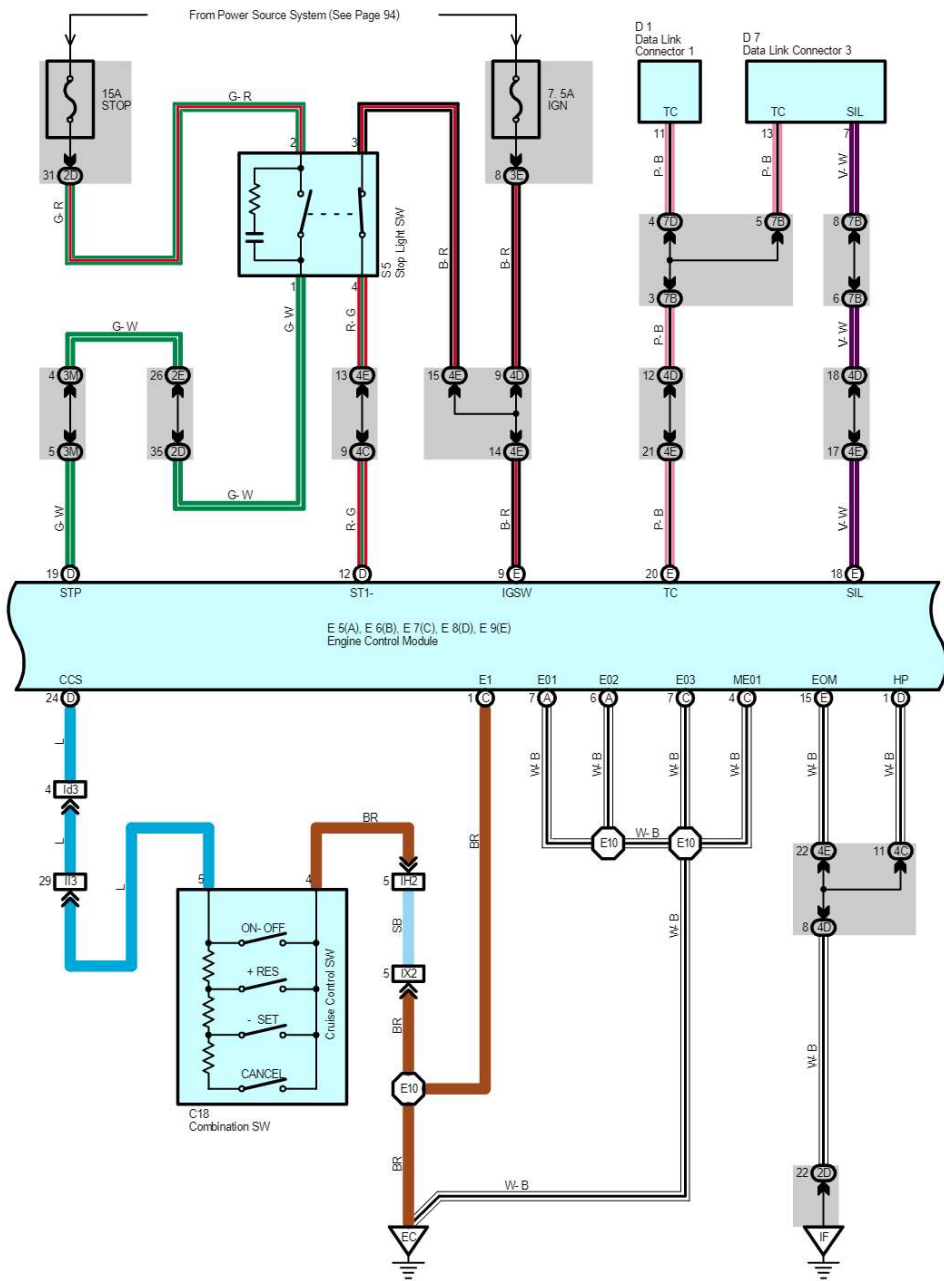 From Power Source System (See Page 94)
D 1
Data Link
Connector 1
D 7
Data Link Connector 3
15A
STOP
7. 5A
IGN
G- R
TC
TC
SIL
11
13
7
2
3
31 2D
8 3E
P- B
P- B
V- W
G- R
S 5
Stop Light SW
B- R
B- R
4 7D
5 7B
8 7B
1
4
3 7B
6 7B
G- W
G- W
R- G
P- B
V- W
4 3M
26 2E
13 4E
15 4E
9 4D
12 4D
18 4D
5 3M
35 2D
9 4C
14 4E
21 4E
17 4E
G- W
G- W
R- G
B- R
P- B
V- W
19 D
12 D
9 E
20 E
18 E
STP
ST1-
IGSW
TC
SIL
E 5(A), E 6(B), E 7(C), E 8(D), E 9(E)
Engine Control Module
CCS
E1
E01
E02
E03
ME01
EOM
HP
24 D
1 C
7 A
6 A
7 C
4 C
15 E
1 D
L
W- B
W- B
W- B
W- B
W- B
W- B
4 Id3
BR
BR
W- B
E10
E10
22 4E
11 4C
L
L
29 II3
5
4
5 IH2
SB
8 4D
ON- OFF
+ RES
- SET
CANCEL
Cruise Control SW
5 IX2
BR
W- B
W- B
E10
C18
Combination SW
BR
W- B
22 2D
EC
IF